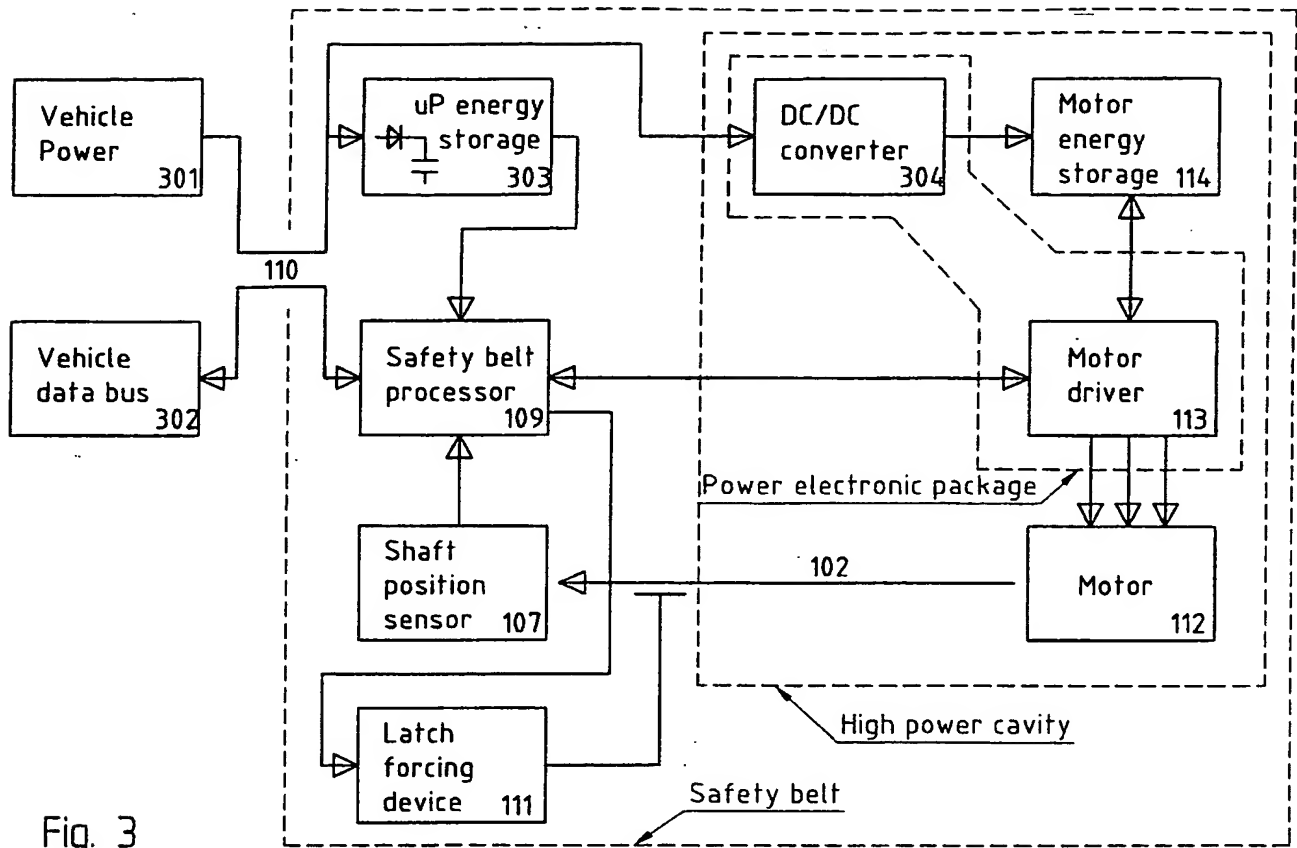 Vehicle
Power
301
uP energy
storage
303
DC/DC
converter
304
Motor
energy
storage
114
110
Vehicle
data bus
302
Safety belt
processor
109
Motor
driver
113
Power electronic package
Shaft
position
sensor
107
102
Motor
112
High power cavity
Latch
forcing
device
111
Safety belt
Fig. 3